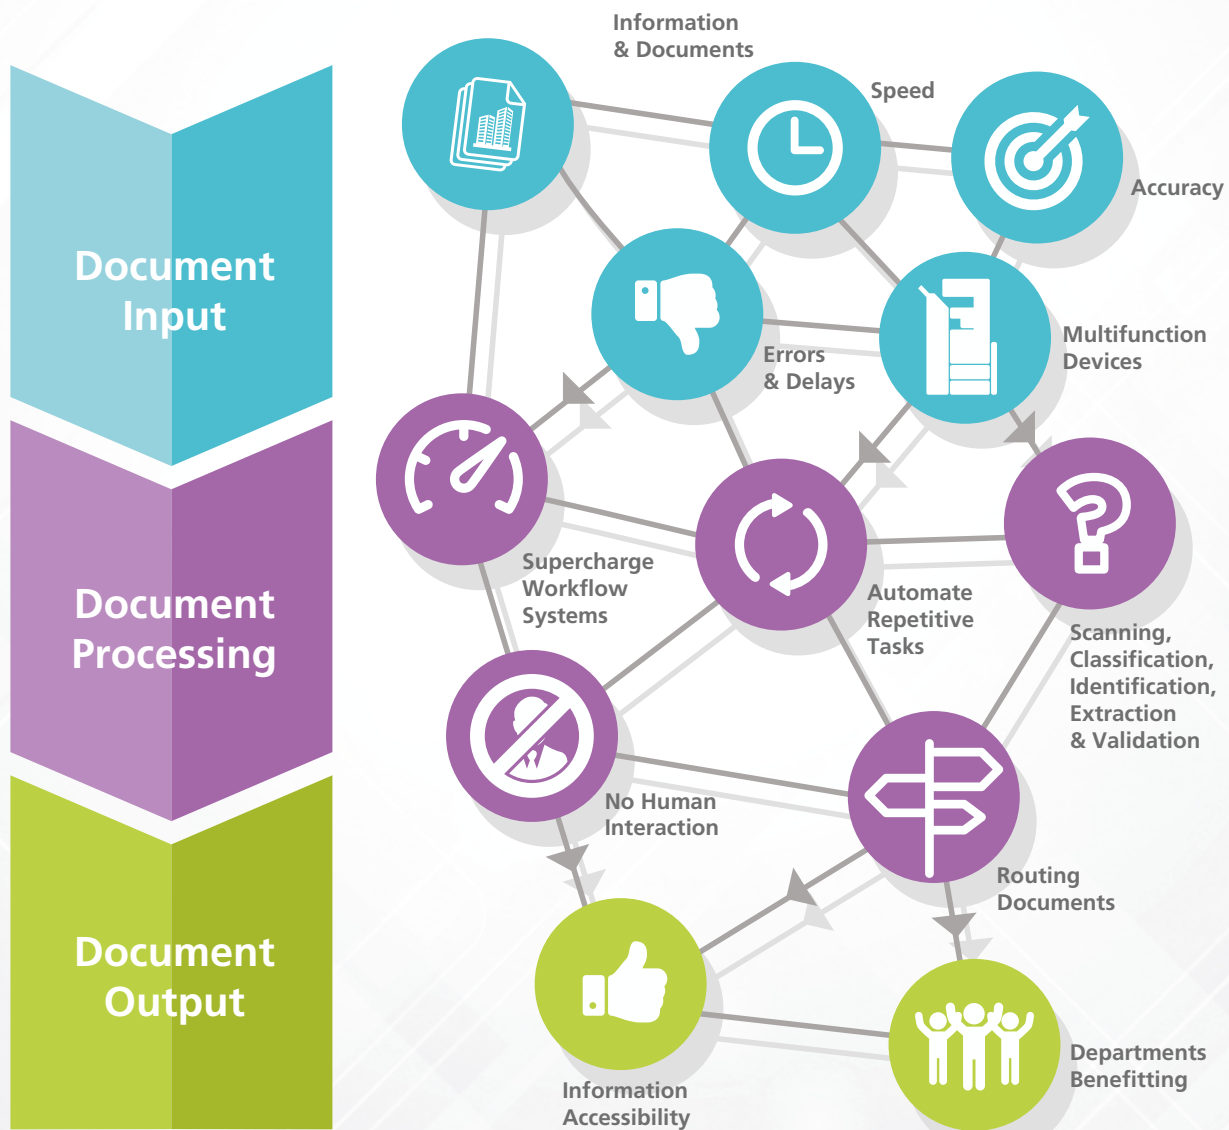 Information
& Documents
Speed
Accuracy
Document
Input
Errors
& Delays
Multifunction
Devices
Document
Processing
Supercharge
Workflow
Systems
Automate
Repetitive
Tasks
Scanning,
Classification,
Identification,
Extraction
& Validation
No Human
Interaction
Routing
Documents
Document
Output
Information
Accessibility
Departments
Benefitting